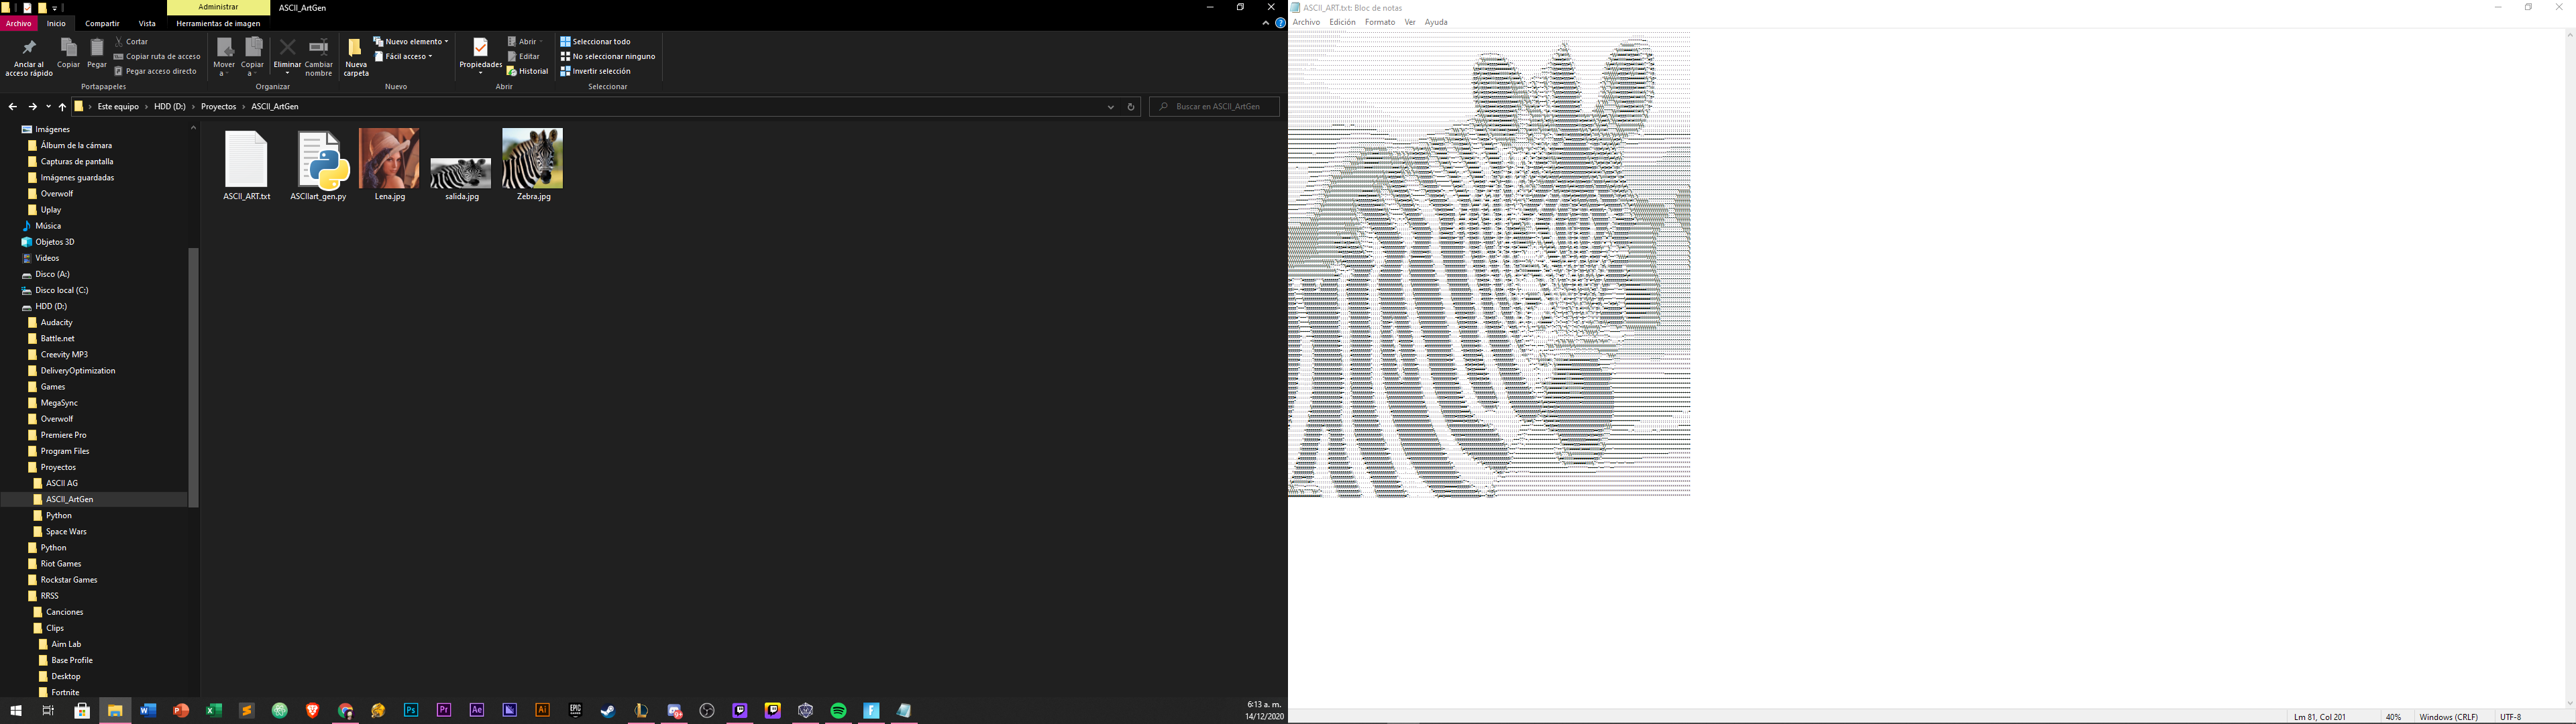 Administrar
ASCII_ArtGen
Archivo
Inicio
Compartir
Vista
Herramientas de imagen
Anclar al acceso rápido
Copiar
Pegar
Cortar
Copiar ruta de acceso
Pegar acceso directo
Portapapeles
Mover a
Copiar a
Eliminar
Cambiar nombre
Organizar
Nueva carpeta
Nuevo elemento
Fácil acceso
Nuevo
Propiedades
Abrir
Editar
Historial
Abrir
Seleccionar todo
No seleccionar ninguno
Invertir selección
Seleccionar
Este equipo
HDD (D:)
Proyectos
ASCII_ArtGen
Buscar en ASCII_ArtGen
Imágenes
Álbum de la cámara
Capturas de pantalla
Imágenes guardadas
Overwolf
Uplay
Música
Objetos 3D
Videos
Disco (A:)
Disco local (C:)
HDD (D:)
Audacity
Battle.net
Creevity MP3
DeliveryOptimization
Games
MegaSync
Overwolf
Premiere Pro
Program Files
Proyectos
ASCII AG
ASCII_ArtGen
Python
Space Wars
Python
Riot Games
Rockstar Games
RRSS
Canciones
Clips
Aim Lab
Base Profile
Desktop
Fortnite
ASCII_ART.txt
ASCIIart_gen.py
Lena.jpg
salida.jpg
Zebra.jpg
6:13 a. m.
14/12/2020
ASCII_ART.txt: Bloc de notas
Archivo
Edición
Formato
Ver
Ayuda
Ln 81, Col 201
40%
Windows (CRLF)
UTF-8